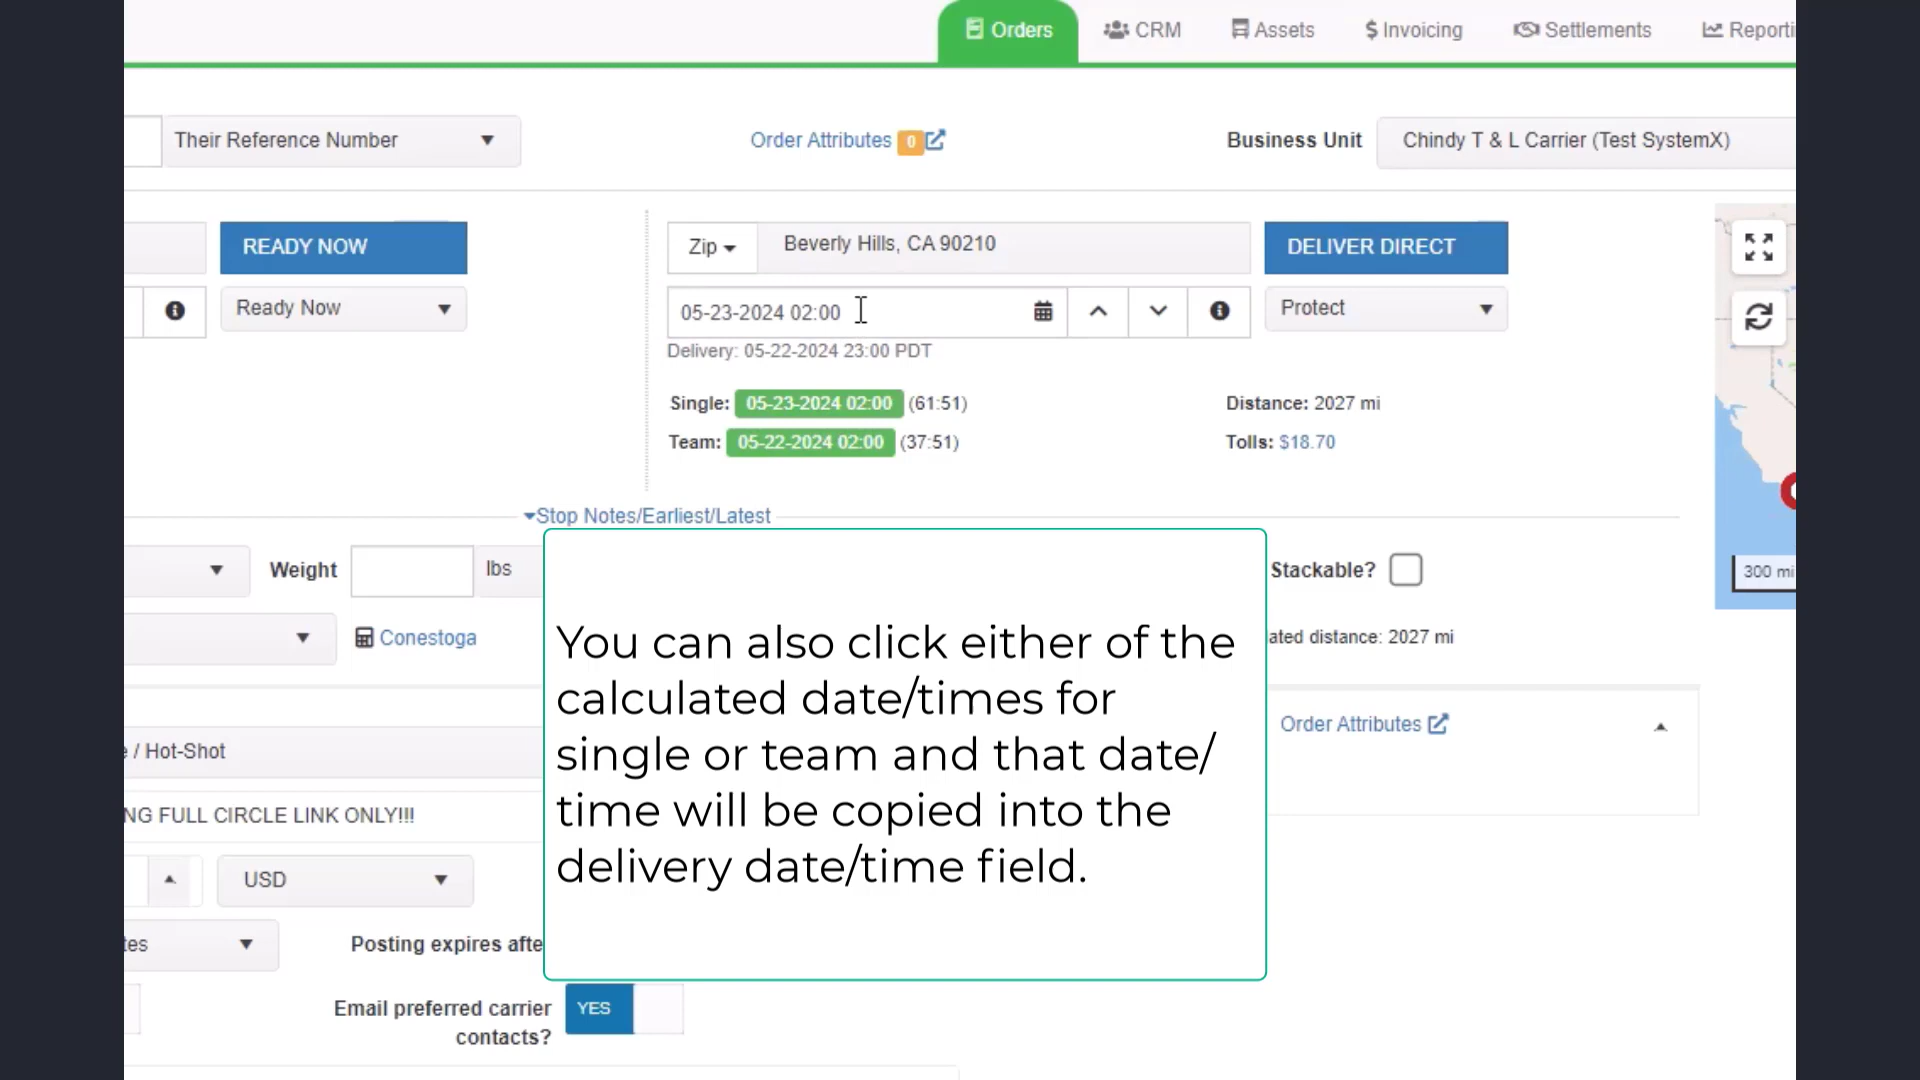 Orders
CRM
Assets
Invoicing
Settlements
Reporti
Their Reference Number
Order Attributes 0
Business Unit
Chindy T & L Carrier (Test SystemX)
READY NOW
Zip
Beverly Hills, CA 90210
DELIVER DIRECT
Ready Now
05-23-2024 02:00
Protect
Delivery: 05-22-2024 23:00 PDT
Single: 05-23-2024 02:00 (61:51)
Distance: 2027 mi
Team: 05-22-2024 02:00 (37:51)
Tolls: $18.70
Stop Notes/Earliest/Latest
Weight
lbs
Stackable?
300 mi
Conestoga
ated distance: 2027 mi
You can also click either of the
calculated date/times for
single or team and that date/
time will be copied into the
delivery date/time field.
Order Attributes
e / Hot-Shot
NG FULL CIRCLE LINK ONLY!!!
USD
tes
Posting expires afte
Email preferred carrier
contacts?
YES